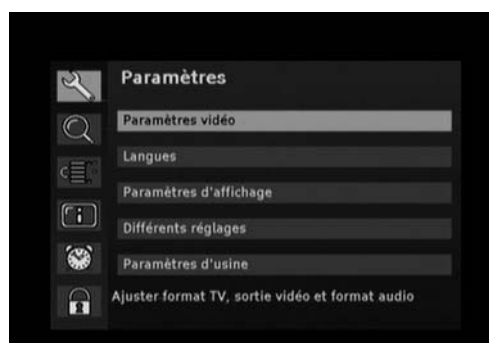 Paramètres
Paramètres vidéo
Langues
Paramètres d'affichage
Différents réglages
Paramètres d'usine
Ajuster format TV, sortie vidéo et format audio